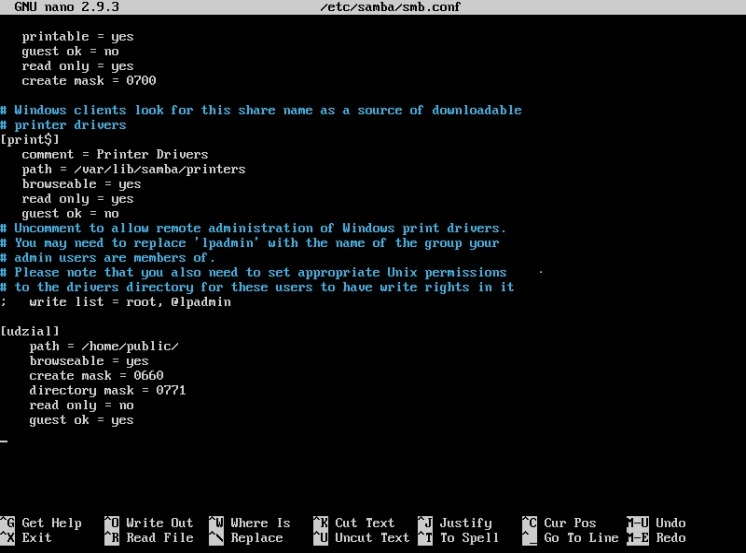 GNU nano 2.9.3 /etc/samba/smb.conf
printable = yes
guest ok = no
read only = yes
create mask = 0700
# Windows clients look for this share name as a source of downloadable
# printer drivers
[print$]
comment = Printer Drivers
path = /var/lib/samba/printers
browseable = yes
read only = yes
guest ok = no
# Uncomment to allow remote administration of Windows print drivers.
# You may need to replace 'lpadmin' with the name of the group your
# admin users are members of.
# Please note that you also need to set appropriate Unix permissions
# to the drivers directory for these users to have write rights in it
; write list = root, @lpadmin
[udzial]
path = /home/public/
browseable = yes
create mask = 0660
directory mask = 0771
read only = no
guest ok = yes
^G Get Help ^O Write Out ^W Where Is ^K Cut Text ^J Justify ^C Cur Pos M-U Undo
^X Exit ^R Read File ^\ Replace ^U Uncut Text ^T To Spell ^_ Go To Line M-E Redo